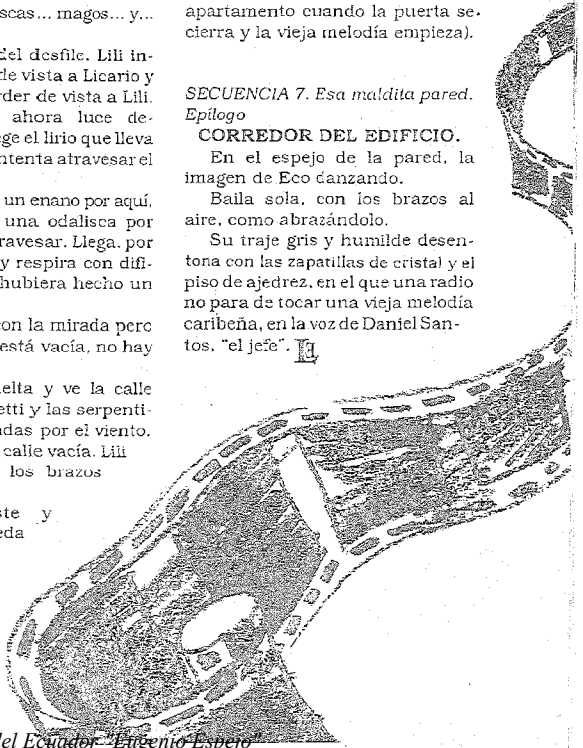 scas... magos... y...
del desfile. Lili in-
de vista a Licario y
rder de vista a Lili.
ahora luce de-
ge el lirio que lleva
ntenta atravesar el
un enano por aquí,
una odalisca por
ravesar. Llega. por
y respira con difi-
hubiera hecho un
con la mirada pero
está vacía, no hay
elta y ve la calle
etti y las serpenti-
adas por el viento.
calle vacía. Lili
los brazos
te y
eda
apartamento cuando la puerta se
cierra y la vieja melodía empieza).
SECUENCIA 7. Esa maldita pared.
Epílogo
CORREDOR DEL EDIFICIO.
En el espejo de la pared, la
imagen de Eco danzando.
Baila sola, con los brazos al
aire, como abrazándolo.
Su traje gris y humilde desen-
tona con las zapatillas de cristal y el
piso de ajedrez, en el que una radio
no para de tocar una vieja melodía
caribeña, en la voz de Daniel San-
tos, "el jefe".
del Ecuador "Eugenio Espejo"